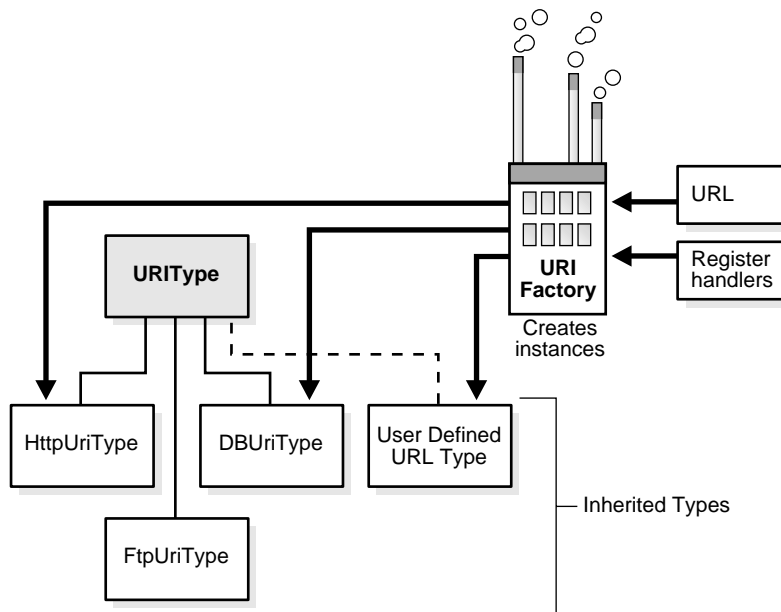 URL
URIType
URI
Factory
Register
handlers
Creates
instances
HttpUriType
DBUriType
User Defined
URL Type
Inherited Types
FtpUriType